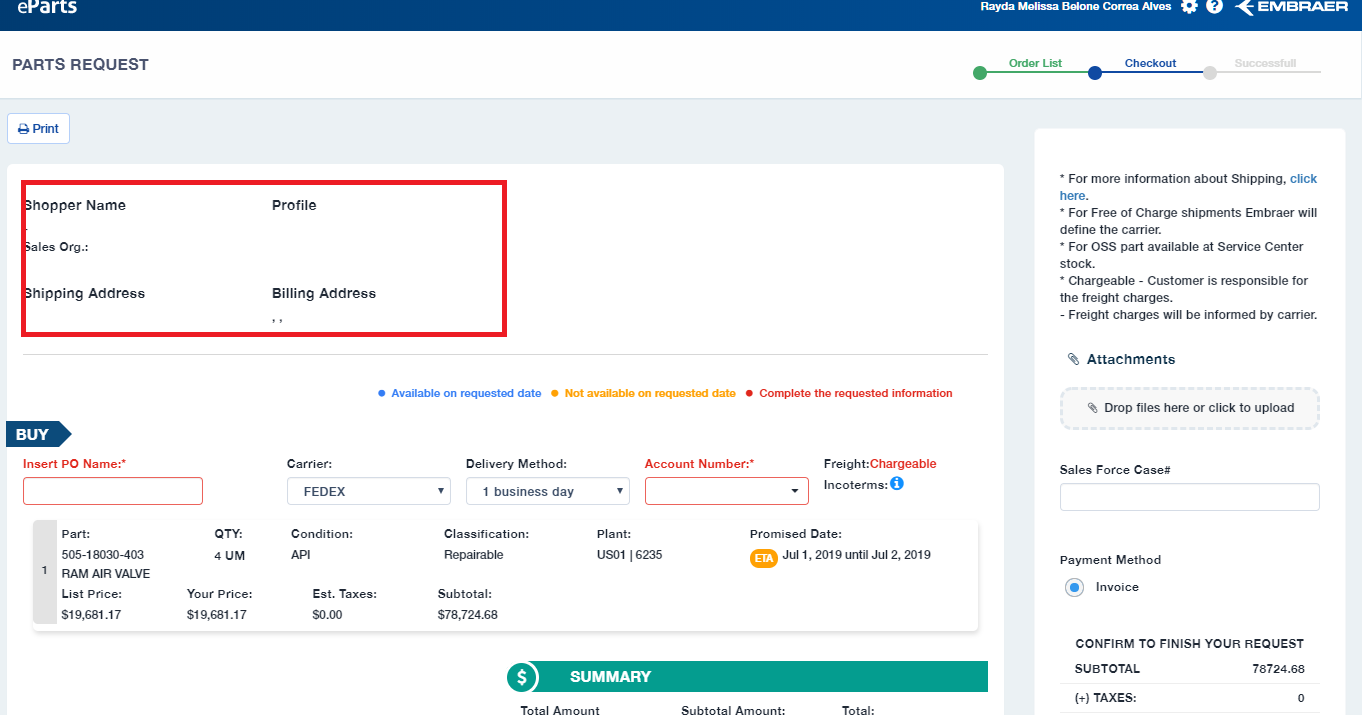 eParts
Rayda Melissa Belone Correa Alves
EMBRAER
PARTS REQUEST
Order List
Checkout
Successfull
Print
Shopper Name
Profile
Sales Org.:
Shipping Address
Billing Address
, ,
Available on requested date
Not available on requested date
Complete the requested information
BUY
Insert PO Name:*
Carrier:
Delivery Method:
Account Number:*
Freight:Chargeable
FEDEX
1 business day
Incoterms:
1
Part:
QTY:
Condition:
Classification:
Plant:
Promised Date:
505-18030-403
4 UM
API
Repairable
US01 | 6235
ETA Jul 1, 2019 until Jul 2, 2019
RAM AIR VALVE
List Price:
Your Price:
Est. Taxes:
Subtotal:
$19,681.17
$19,681.17
$0.00
$78,724.68
$ SUMMARY
Total Amount
Subtotal Amount:
Total:
* For more information about Shipping, click
here.
* For Free of Charge shipments Embraer will
define the carrier.
* For OSS part available at Service Center
stock.
* Chargeable - Customer is responsible for
the freight charges.
- Freight charges will be informed by carrier.
Attachments
Drop files here or click to upload
Sales Force Case#
Payment Method
Invoice
CONFIRM TO FINISH YOUR REQUEST
SUBTOTAL 78724.68
(+) TAXES: 0